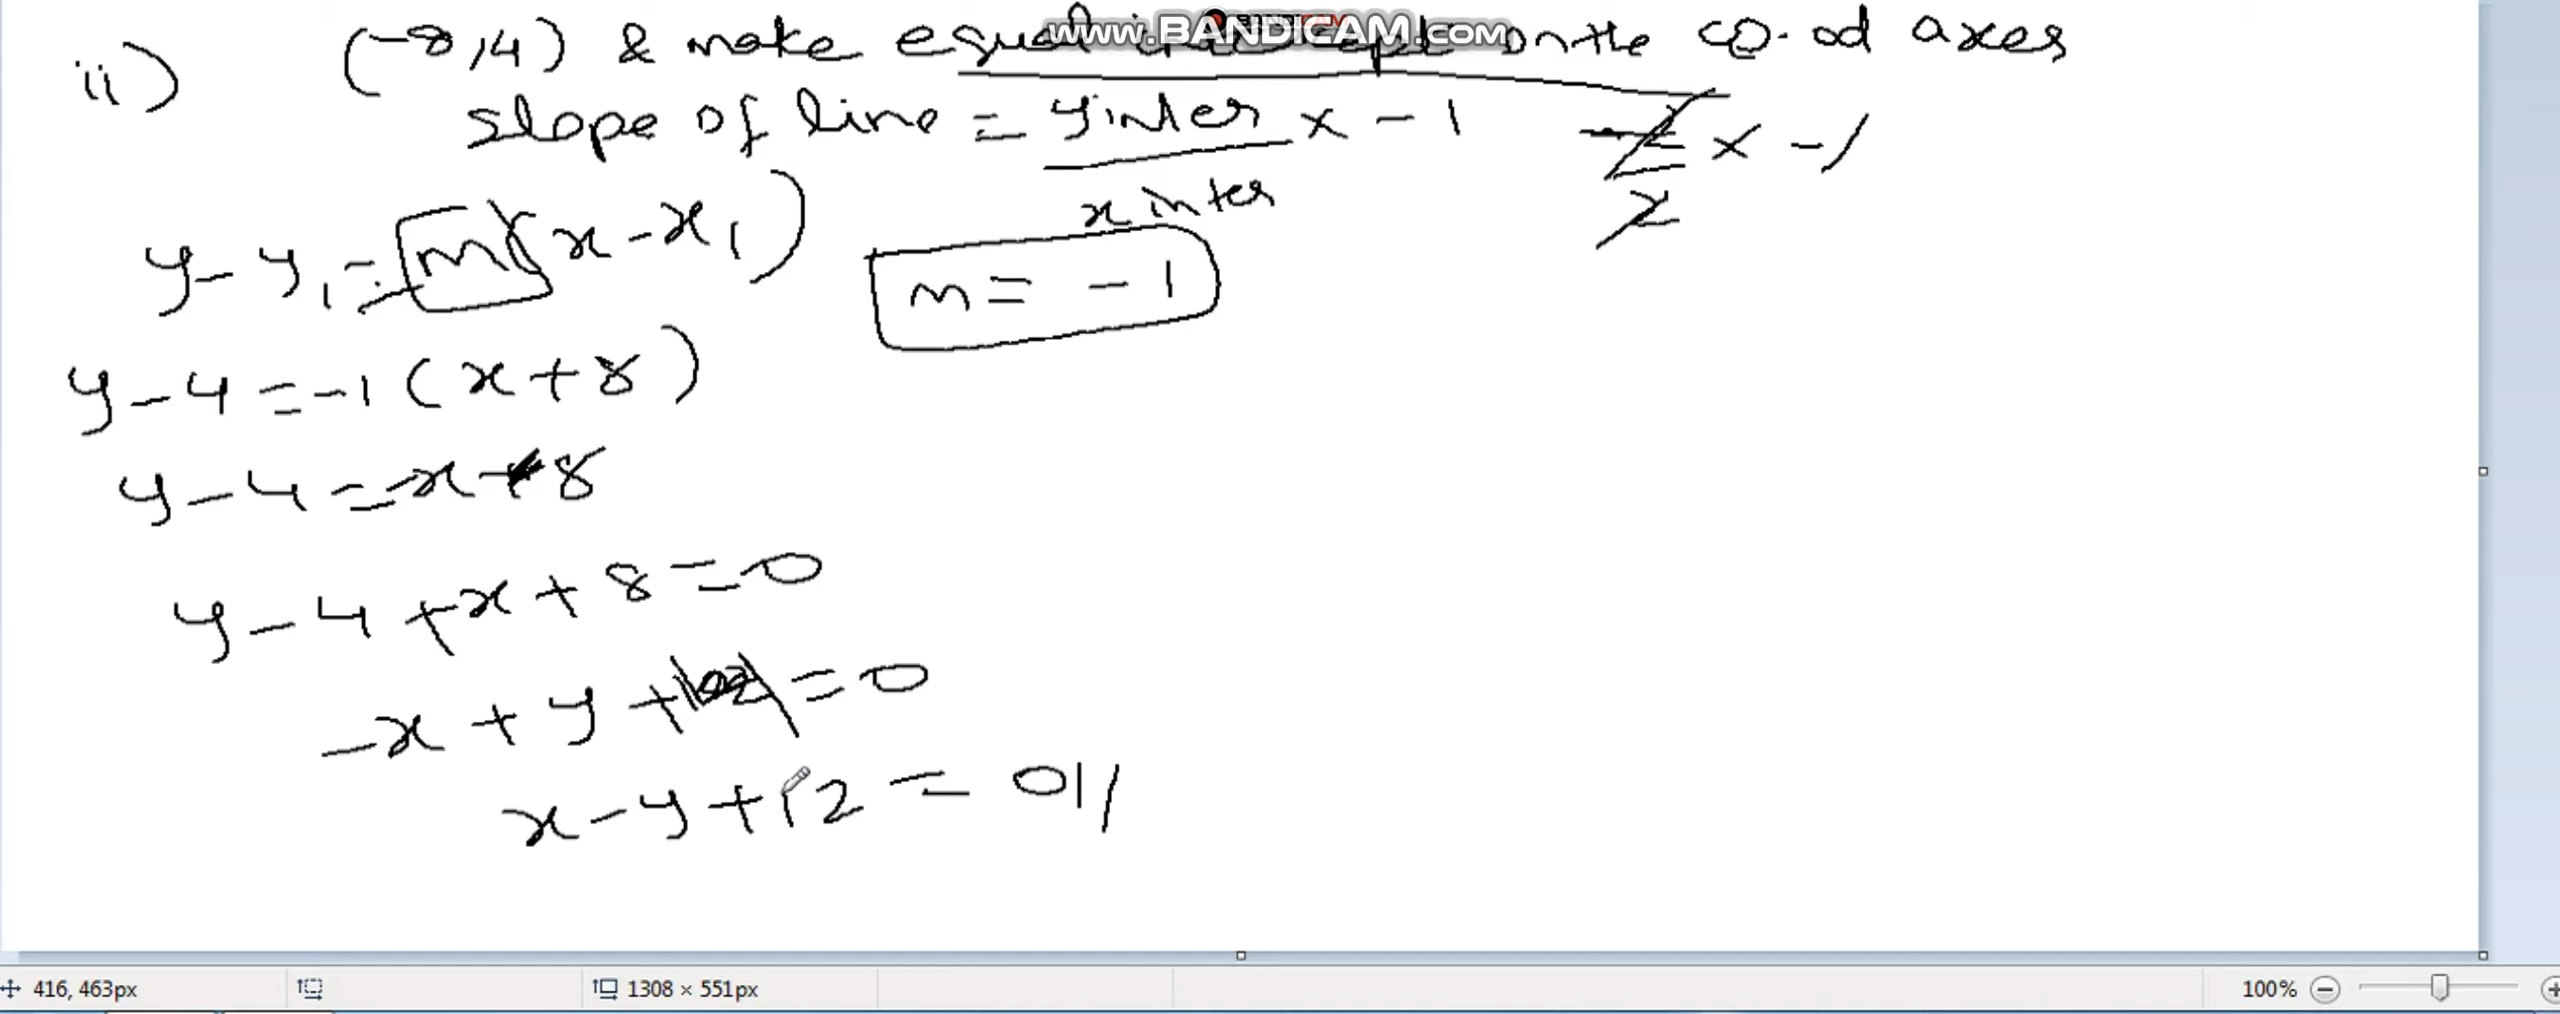 www.BANDICAM.com
ii) (-8,4) & make equal on the co-od axes
slope of line = y inter x - 1
x inter
x -1
y - y₁ = m(x - x₁)
m = - 1
y - 4 = -1 (x + 8)
y - 4 = -x - 8
y - 4 + x + 8 = 0
-x + y + = 0
x - y + 12 = 0//
416, 463px
1308 × 551px
100%